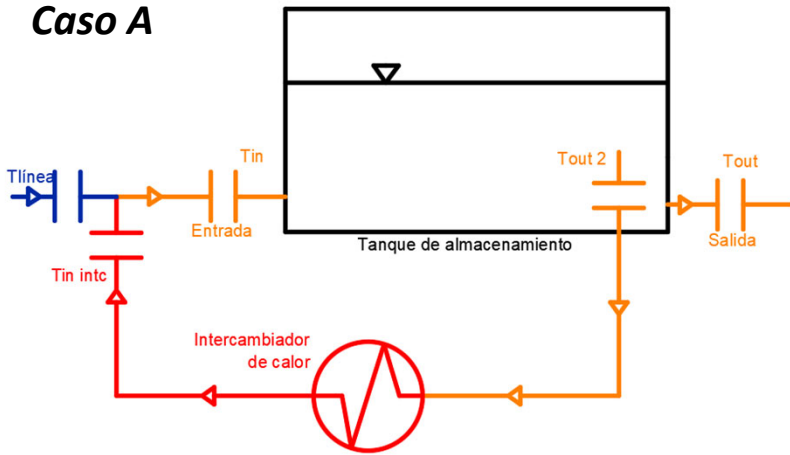 Caso A
Tin
Tout 2
Tout
Tlínea
Entrada
Salida
Tanque de almacenamiento
Tin intc
Intercambiador
de calor